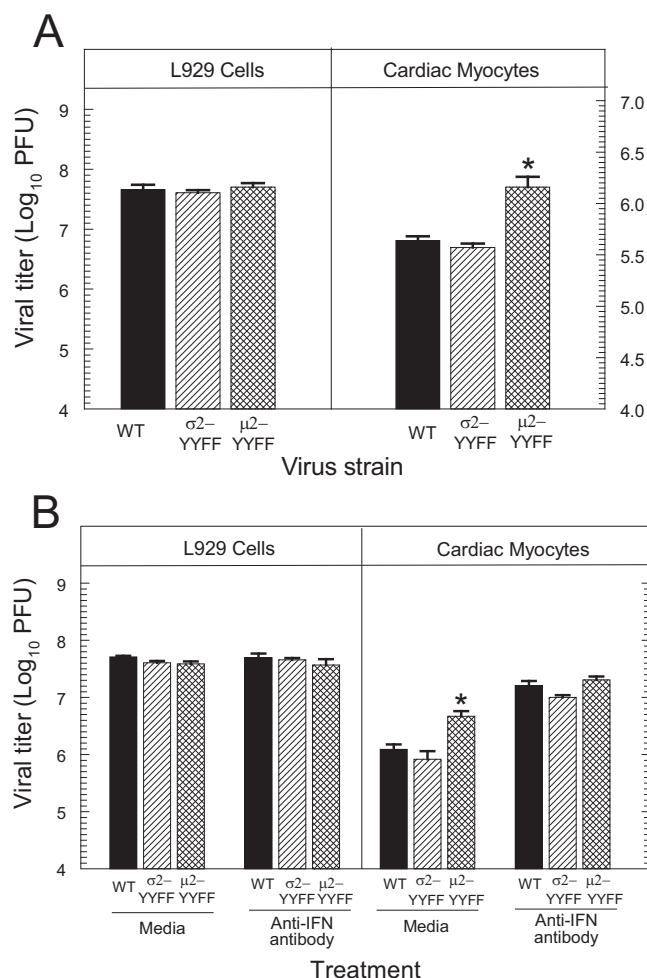 A
L929 Cells Cardiac Myocytes
Viral titer (Log10 PFU)
9
8
7
6
5
4
7.0
6.5
6.0
5.5
5.0
4.5
4.0
*
WT σ2– YYFF μ2– YYFF WT σ2– YYFF μ2– YYFF
Virus strain
B
L929 Cells Cardiac Myocytes
Viral titer (Log10 PFU)
9
8
7
6
5
4
*
WT σ2– YYFF μ2– YYFF WT σ2– YYFF μ2– YYFF WT σ2– YYFF μ2– YYFF WT σ2– YYFF μ2– YYFF
Media Anti-IFN antibody Media Anti-IFN antibody
Treatment